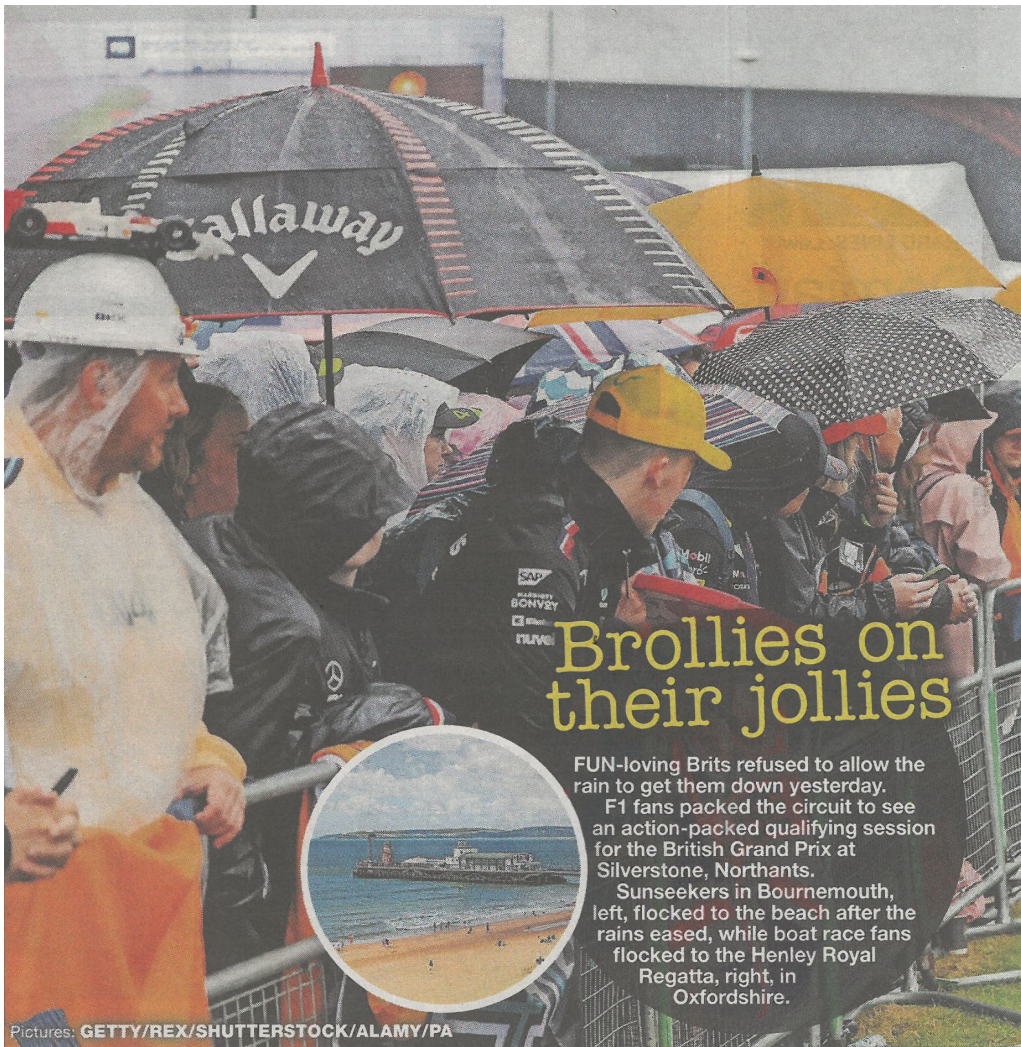 Callaway
SAP
MARRIOTT
BONVOY
Mobil
Brollies on
their jollies
FUN-loving Brits refused to allow the
rain to get them down yesterday.
F1 fans packed the circuit to see
an action-packed qualifying session
for the British Grand Prix at
Silverstone, Northants.
Sunseekers in Bournemouth,
left, flocked to the beach after the
rains eased, while boat race fans
flocked to the Henley Royal
Regatta, right, in
Oxfordshire.
Pictures: GETTY/REX/SHUTTERSTOCK/ALAMY/PA